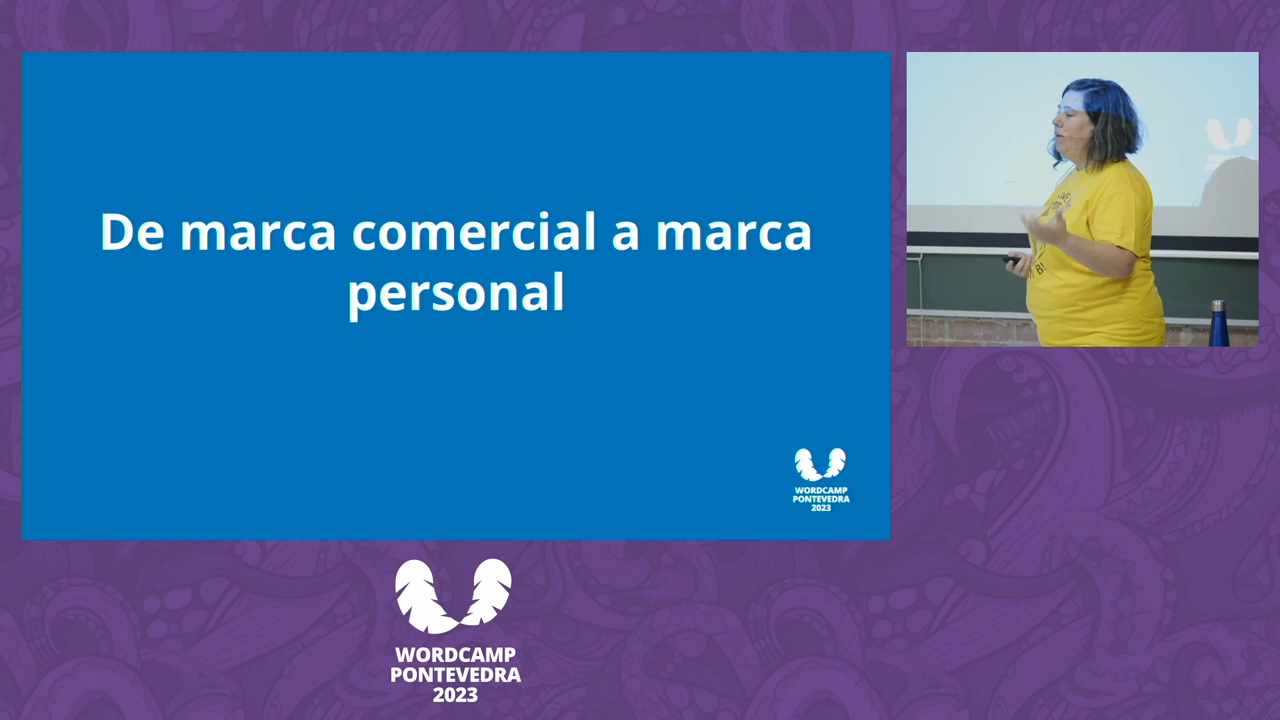 De marca comercial a marca
personal
WORDCAMP
PONTEVEDRA
2023
WORDCAMP
PONTEVEDRA
2023